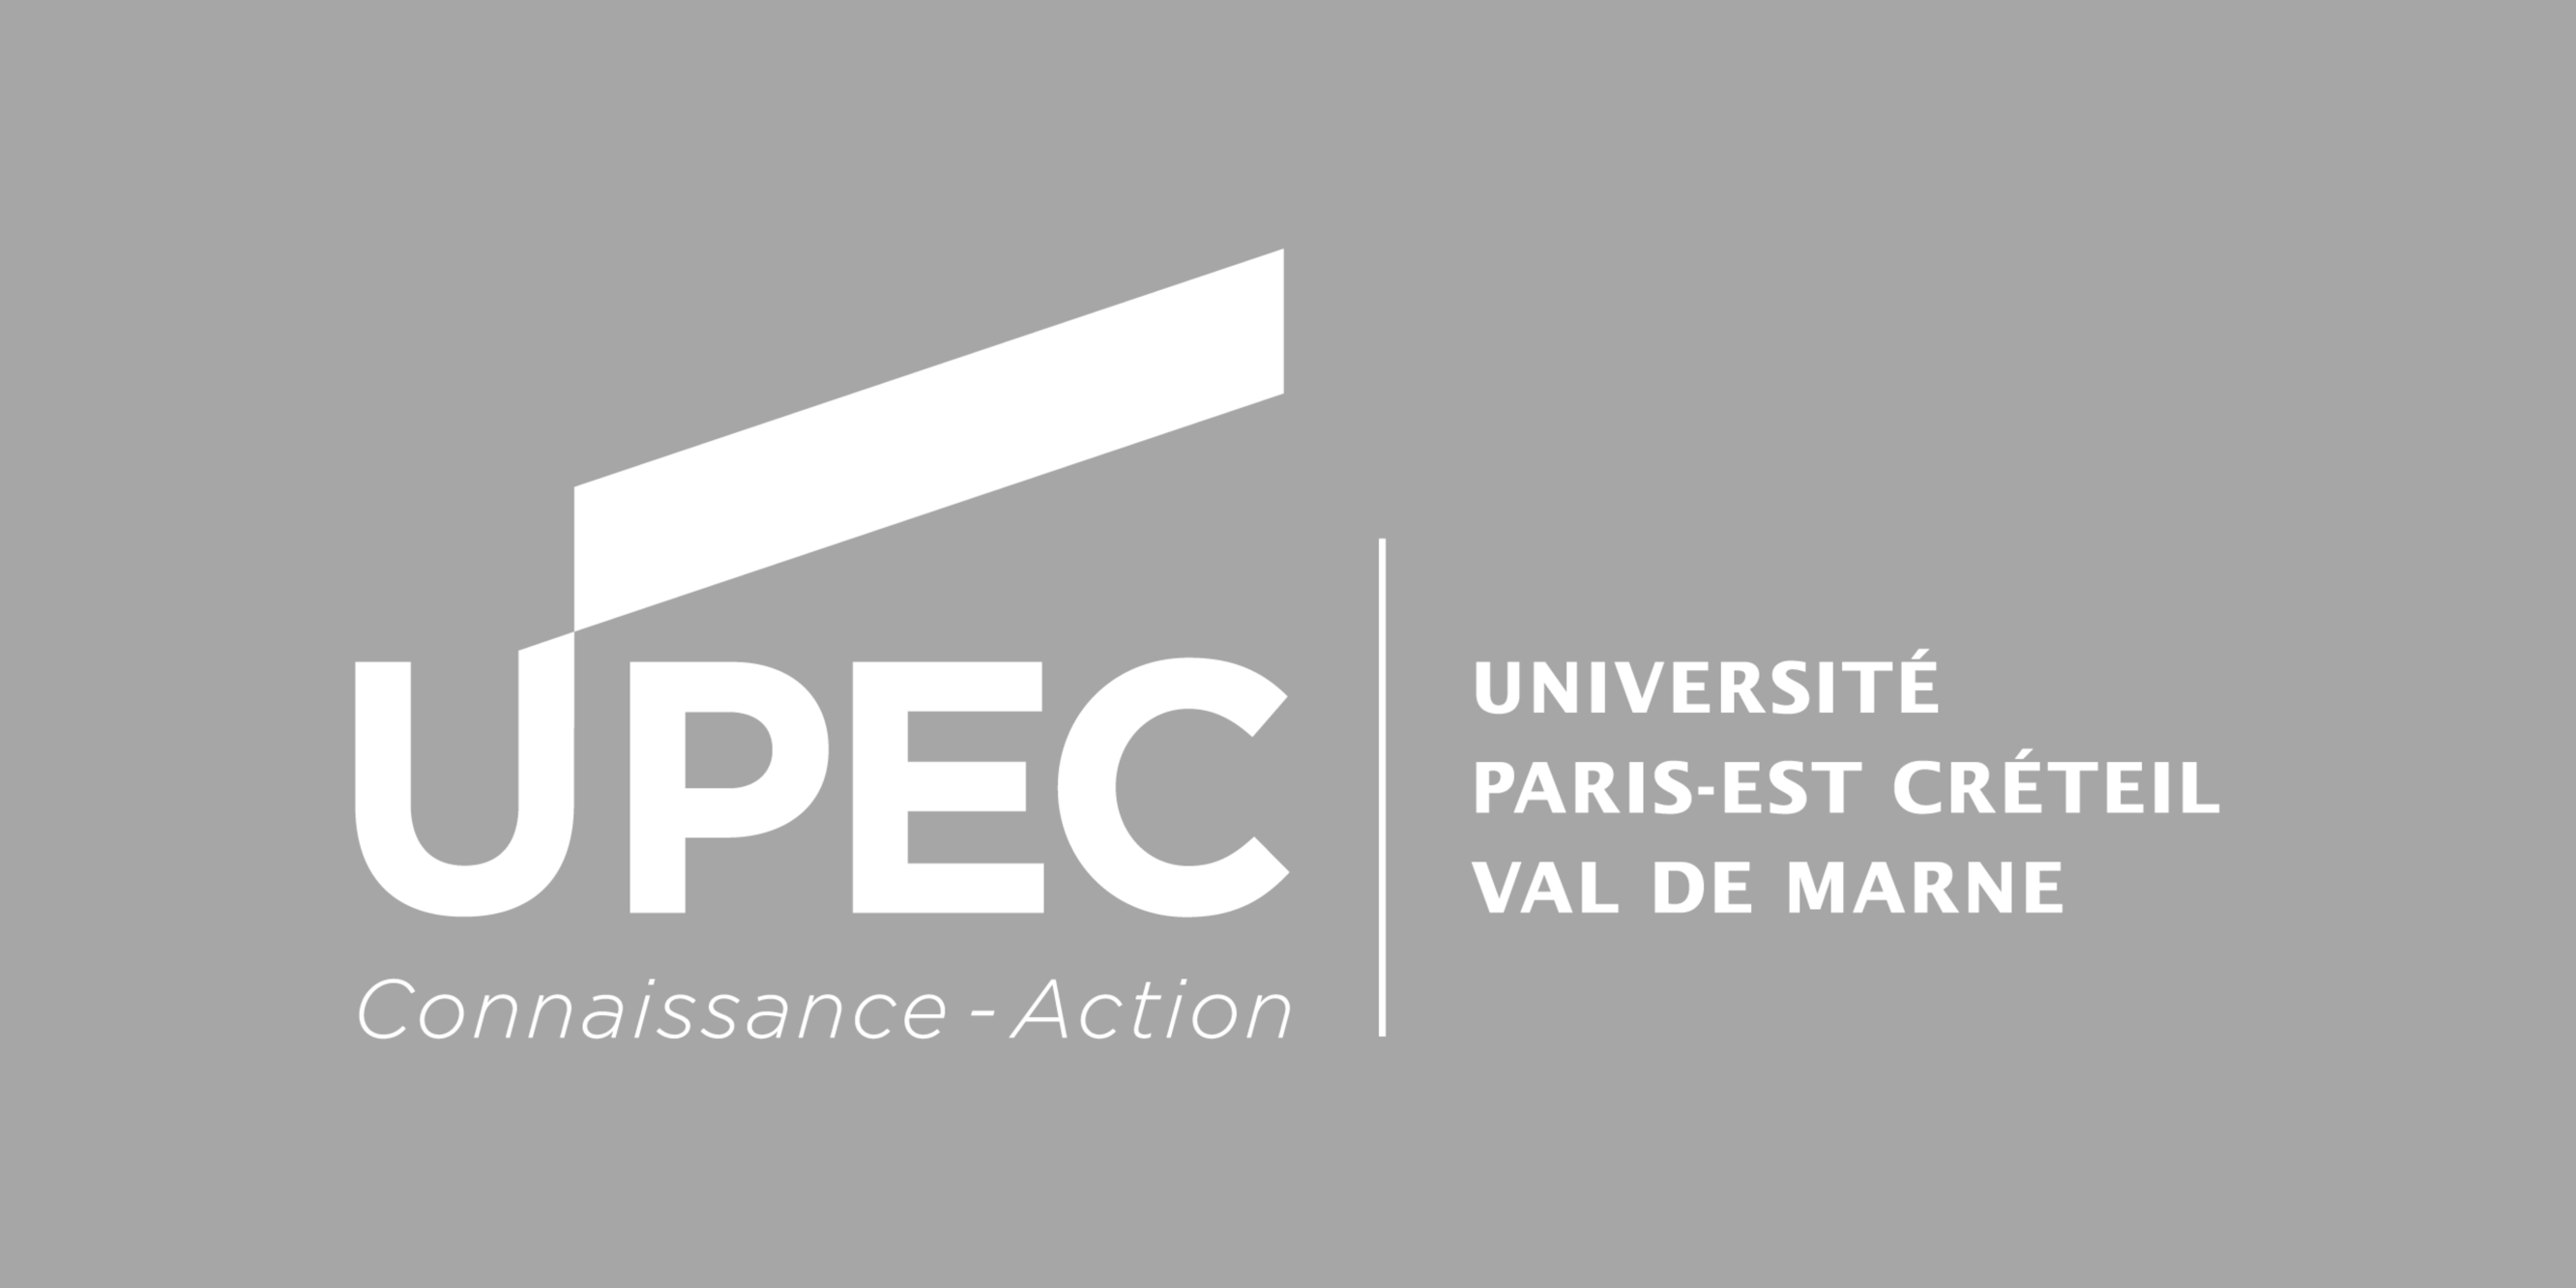 UPEC
Connaissance - Action
UNIVERSITÉ
PARIS-EST CRÉTEIL
VAL DE MARNE